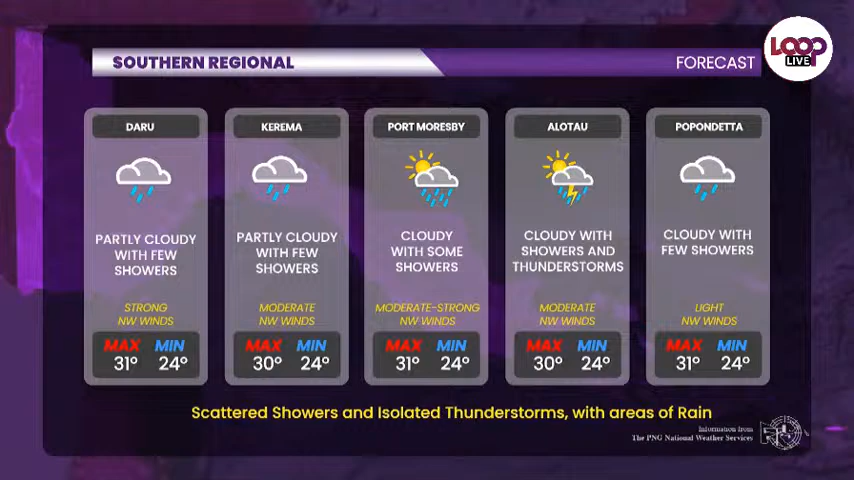 LOOP
LIVE
SOUTHERN REGIONAL
FORECAST
DARU
PARTLY CLOUDY
WITH FEW
SHOWERS
STRONG
NW WINDS
MAX MIN
31° 24°
KEREMA
PARTLY CLOUDY
WITH FEW
SHOWERS
MODERATE
NW WINDS
MAX MIN
30° 24°
PORT MORESBY
CLOUDY
WITH SOME
SHOWERS
MODERATE-STRONG
NW WINDS
MAX MIN
31° 24°
ALOTAU
CLOUDY WITH
SHOWERS AND
THUNDERSTORMS
MODERATE
NW WINDS
MAX MIN
30° 24°
POPONDETTA
CLOUDY WITH
FEW SHOWERS
LIGHT
NW WINDS
MAX MIN
31° 24°
Scattered Showers and Isolated Thunderstorms, with areas of Rain
Information from
The PNG National Weather Services